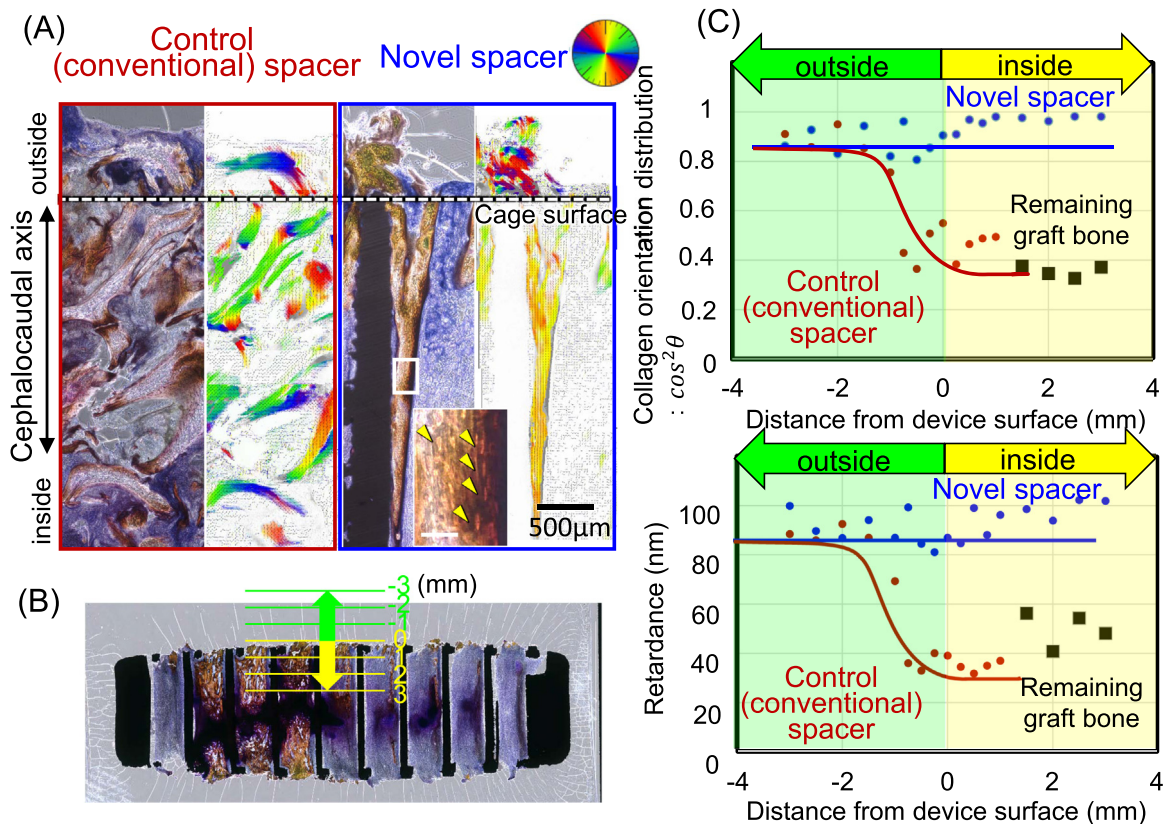 (A)
Control
(conventional) spacer
Novel spacer
outside
Cephalocaudal axis
inside
Cage surface
500μm
(B)
-3 (mm)
-2
-1
0
1
2
3
(C)
outside
inside
Novel spacer
Collagen orientation distribution
: cos²θ
1
0.8
0.6
0.4
0.2
0
Remaining
graft bone
Control
(conventional)
spacer
-4
-2
0
2
4
Distance from device surface (mm)
outside
inside
Novel spacer
Retardance (nm)
100
80
60
40
20
0
Control
(conventional)
spacer
Remaining
graft bone
-4
-2
0
2
4
Distance from device surface (mm)